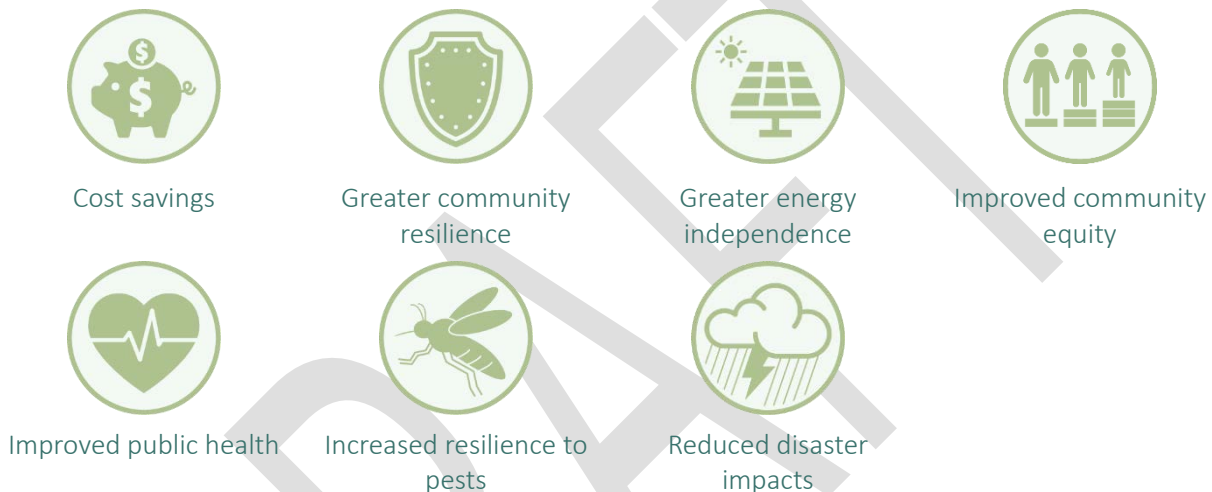 Cost savings
Greater community
resilience
Greater energy
independence
Improved community
equity
Improved public health
Increased resilience to
pests
Reduced disaster
impacts
$
$
DRAFT